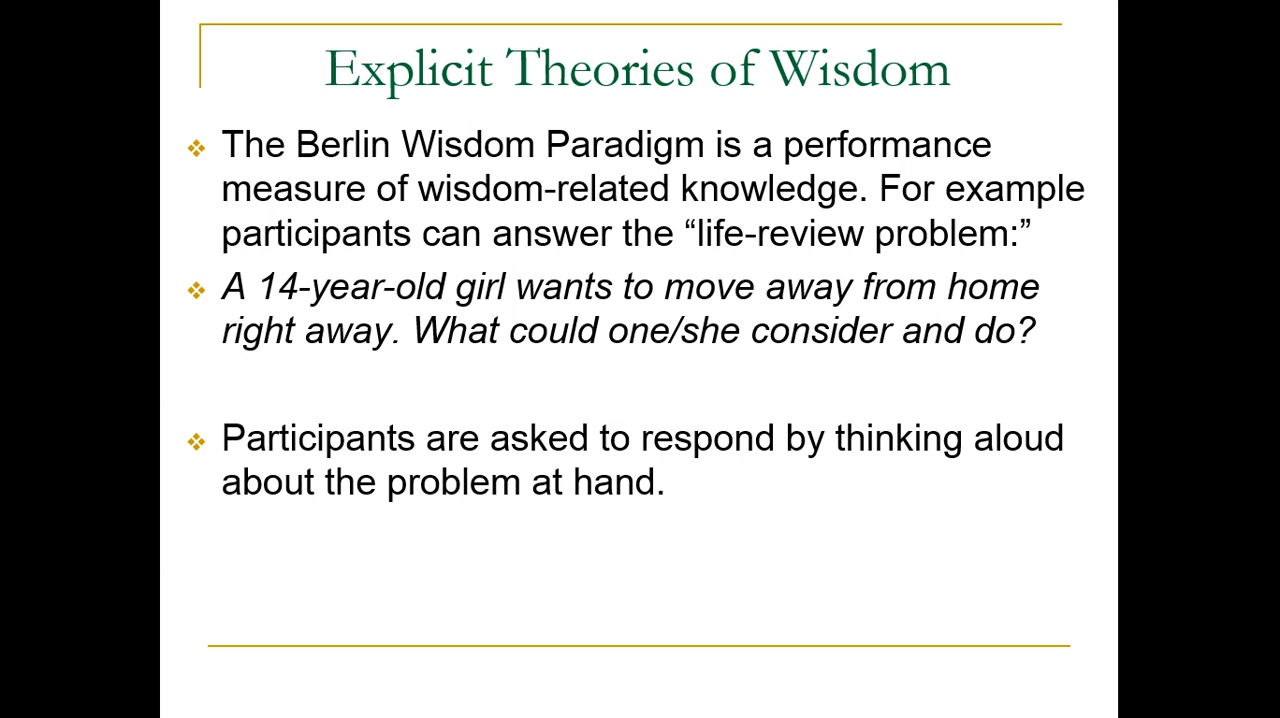 Explicit Theories of Wisdom
The Berlin Wisdom Paradigm is a performance
measure of wisdom-related knowledge. For example
participants can answer the “life-review problem:”
A 14-year-old girl wants to move away from home
right away. What could one/she consider and do?
Participants are asked to respond by thinking aloud
about the problem at hand.